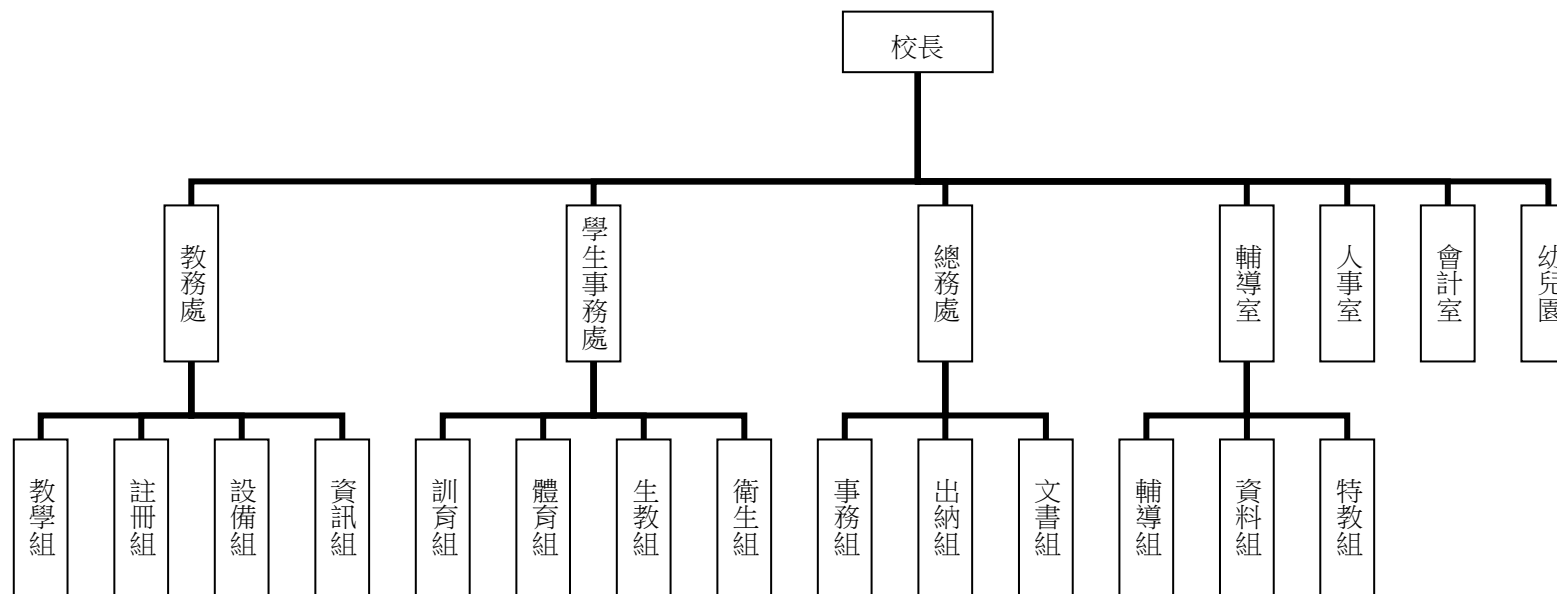 校長
教務處
學生事務處
總務處
輔導室
人事室
會計室
幼兒園
教學組
註冊組
設備組
資訊組
訓育組
體育組
生教組
衛生組
事務組
出納組
文書組
輔導組
資料組
特教組